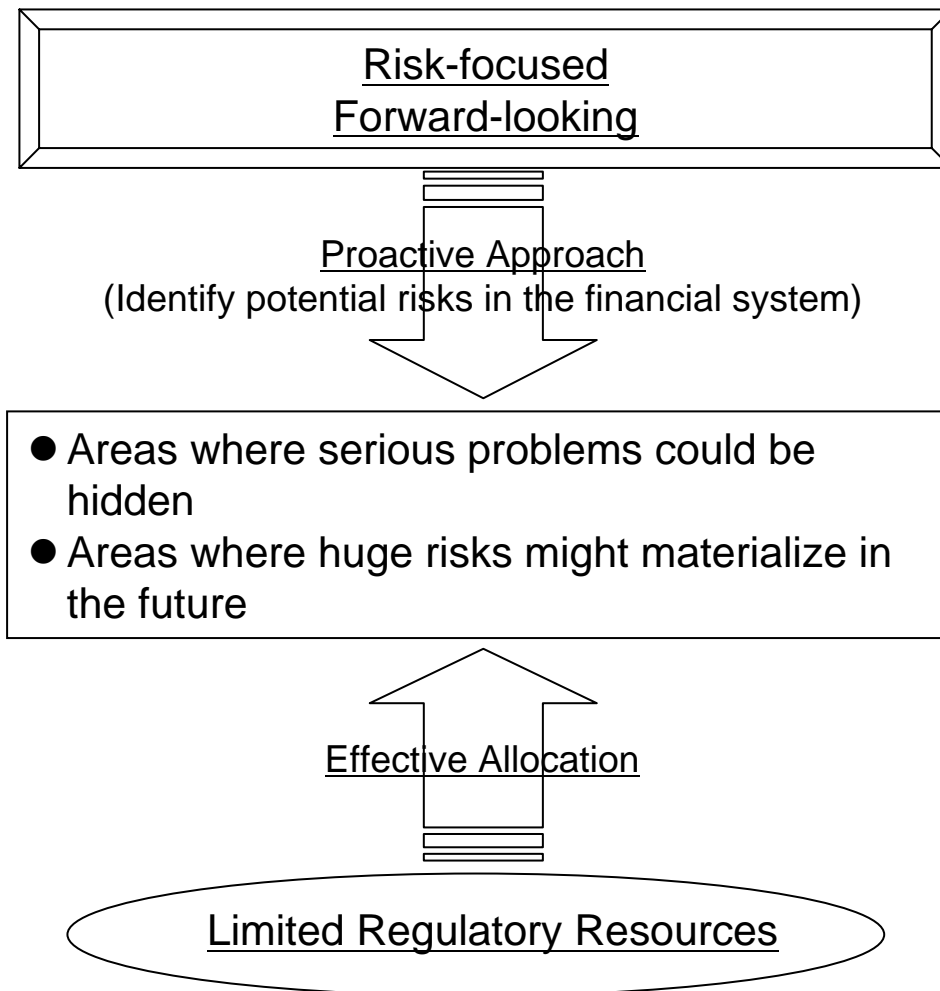 Risk-focused
Forward-looking
Proactive Approach
(Identify potential risks in the financial system)
● Areas where serious problems could be
hidden
● Areas where huge risks might materialize in
the future
Effective Allocation
Limited Regulatory Resources